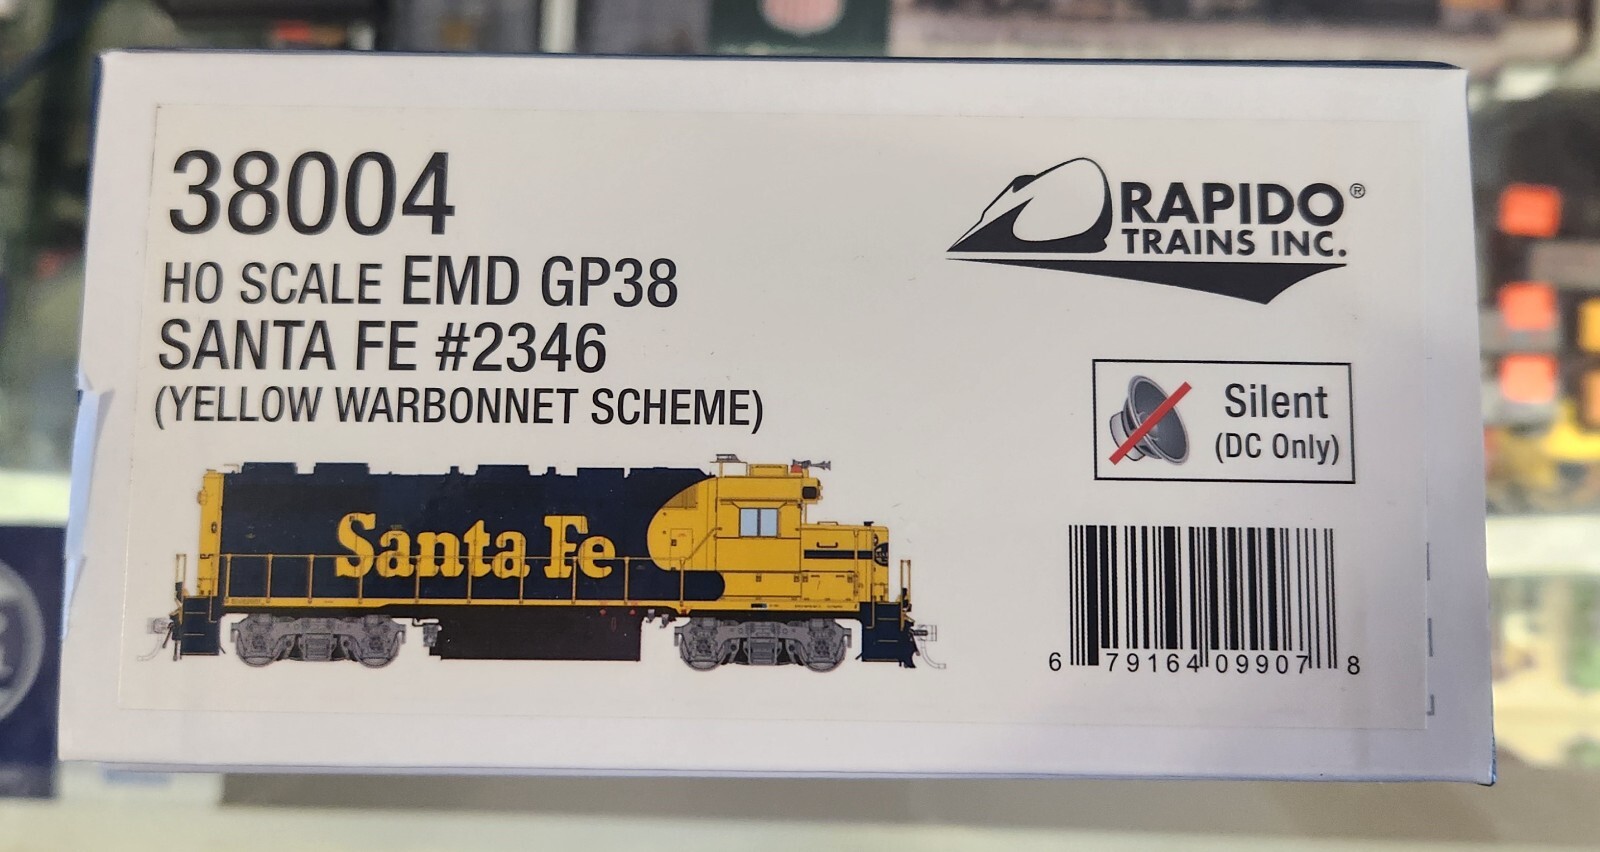 38004
HO SCALE EMD GP38
SANTA FE #2346
(YELLOW WARBONNET SCHEME)
RAPIDO®
TRAINS INC.
Silent
(DC Only)
Santa Fe
6 79164 09907 8